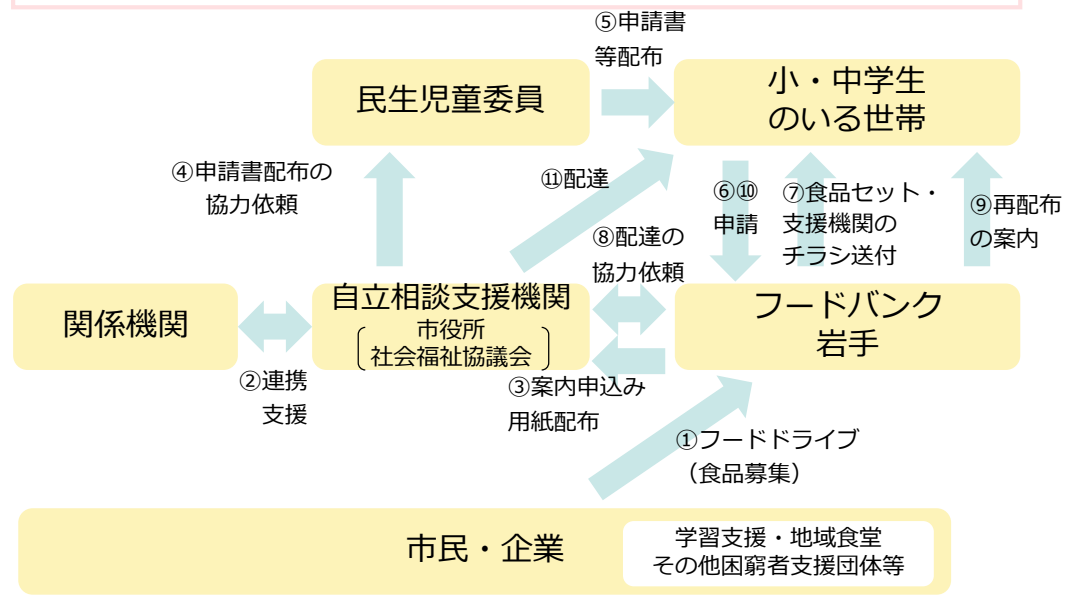 ⑤申請書
等配布
民生児童委員
小・中学生
のいる世帯
④申請書配布の
協力依頼
⑪配達
⑥⑩
申請
⑦食品セット・
支援機関の
チラシ送付
⑨再配布
の案内
⑧配達の
協力依頼
関係機関
自立相談支援機関
市役所
社会福祉協議会
フードバンク
岩手
②連携
支援
③案内申込み
用紙配布
①フードドライブ
（食品募集）
市民・企業
学習支援・地域食堂
その他困窮者支援団体等